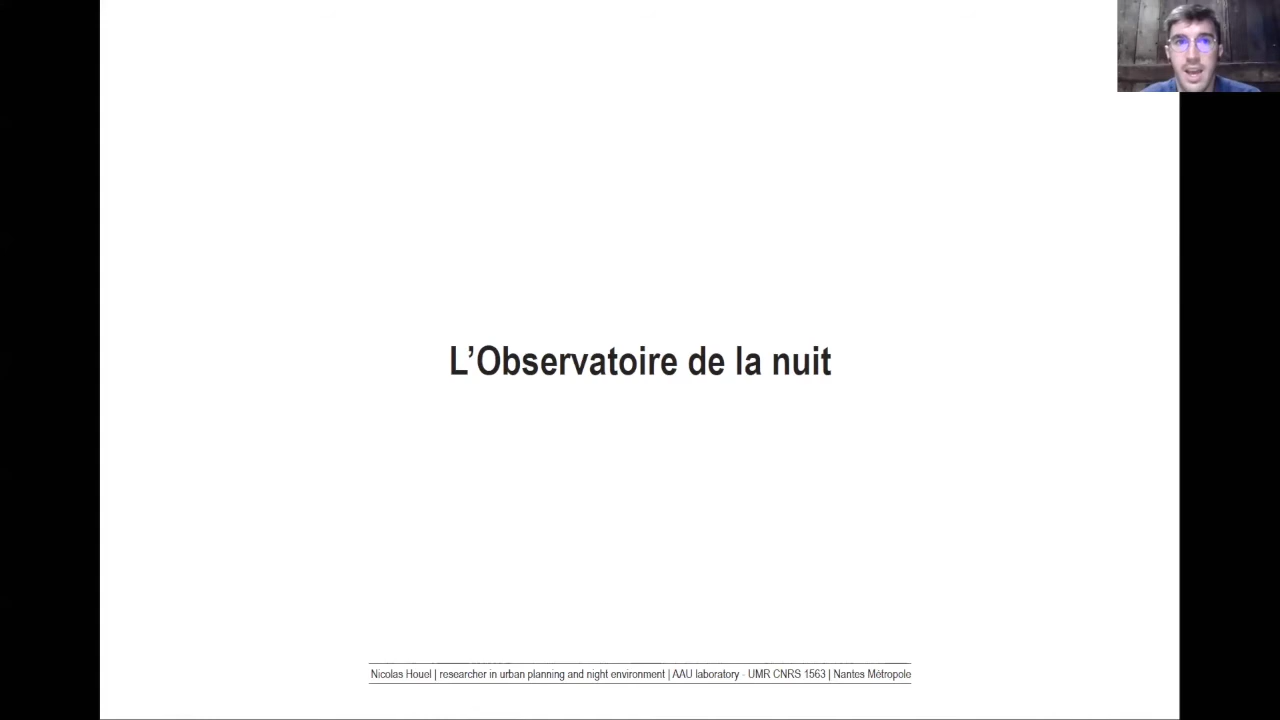 L’Observatoire de la nuit
Nicolas Houel | researcher in urban planning and night environment | AAU laboratory - UMR CNRS 1563 | Nantes Métropole